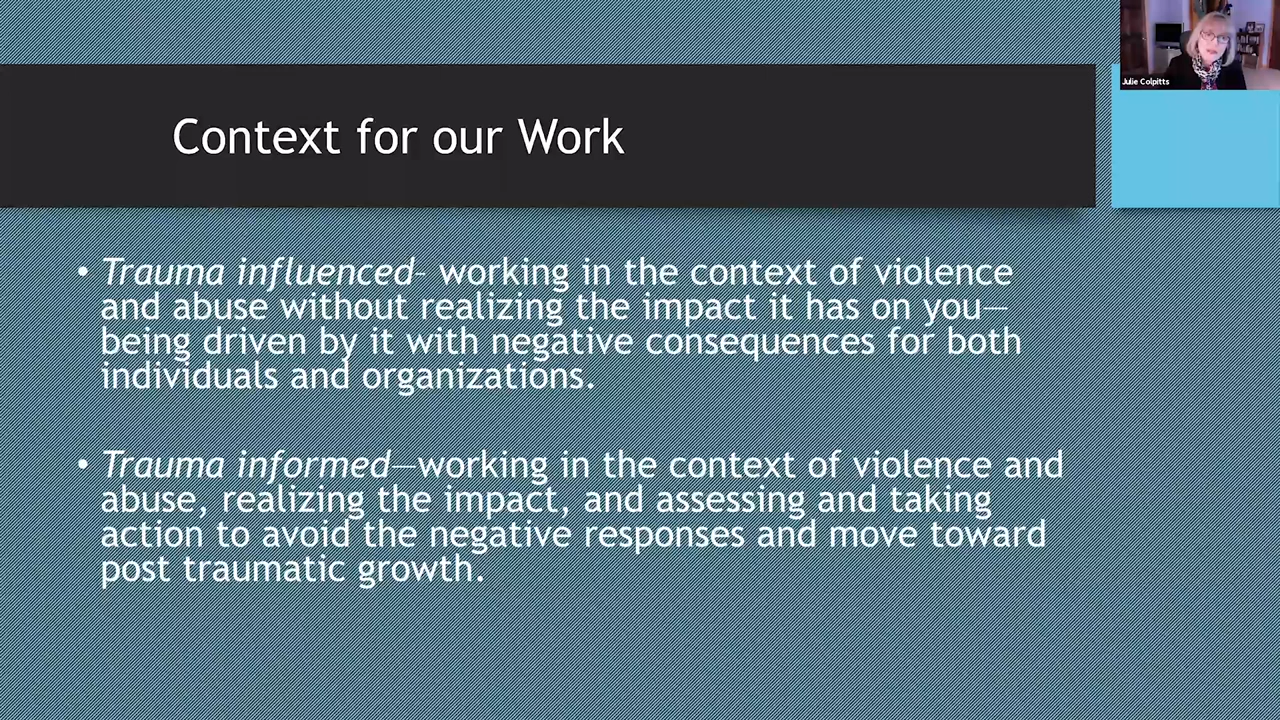 Julie Colpitts
Context for our Work
• Trauma influenced– working in the context of violence
and abuse without realizing the impact it has on you—
being driven by it with negative consequences for both
individuals and organizations.
• Trauma informed—working in the context of violence and
abuse, realizing the impact, and assessing and taking
action to avoid the negative responses and move toward
post traumatic growth.